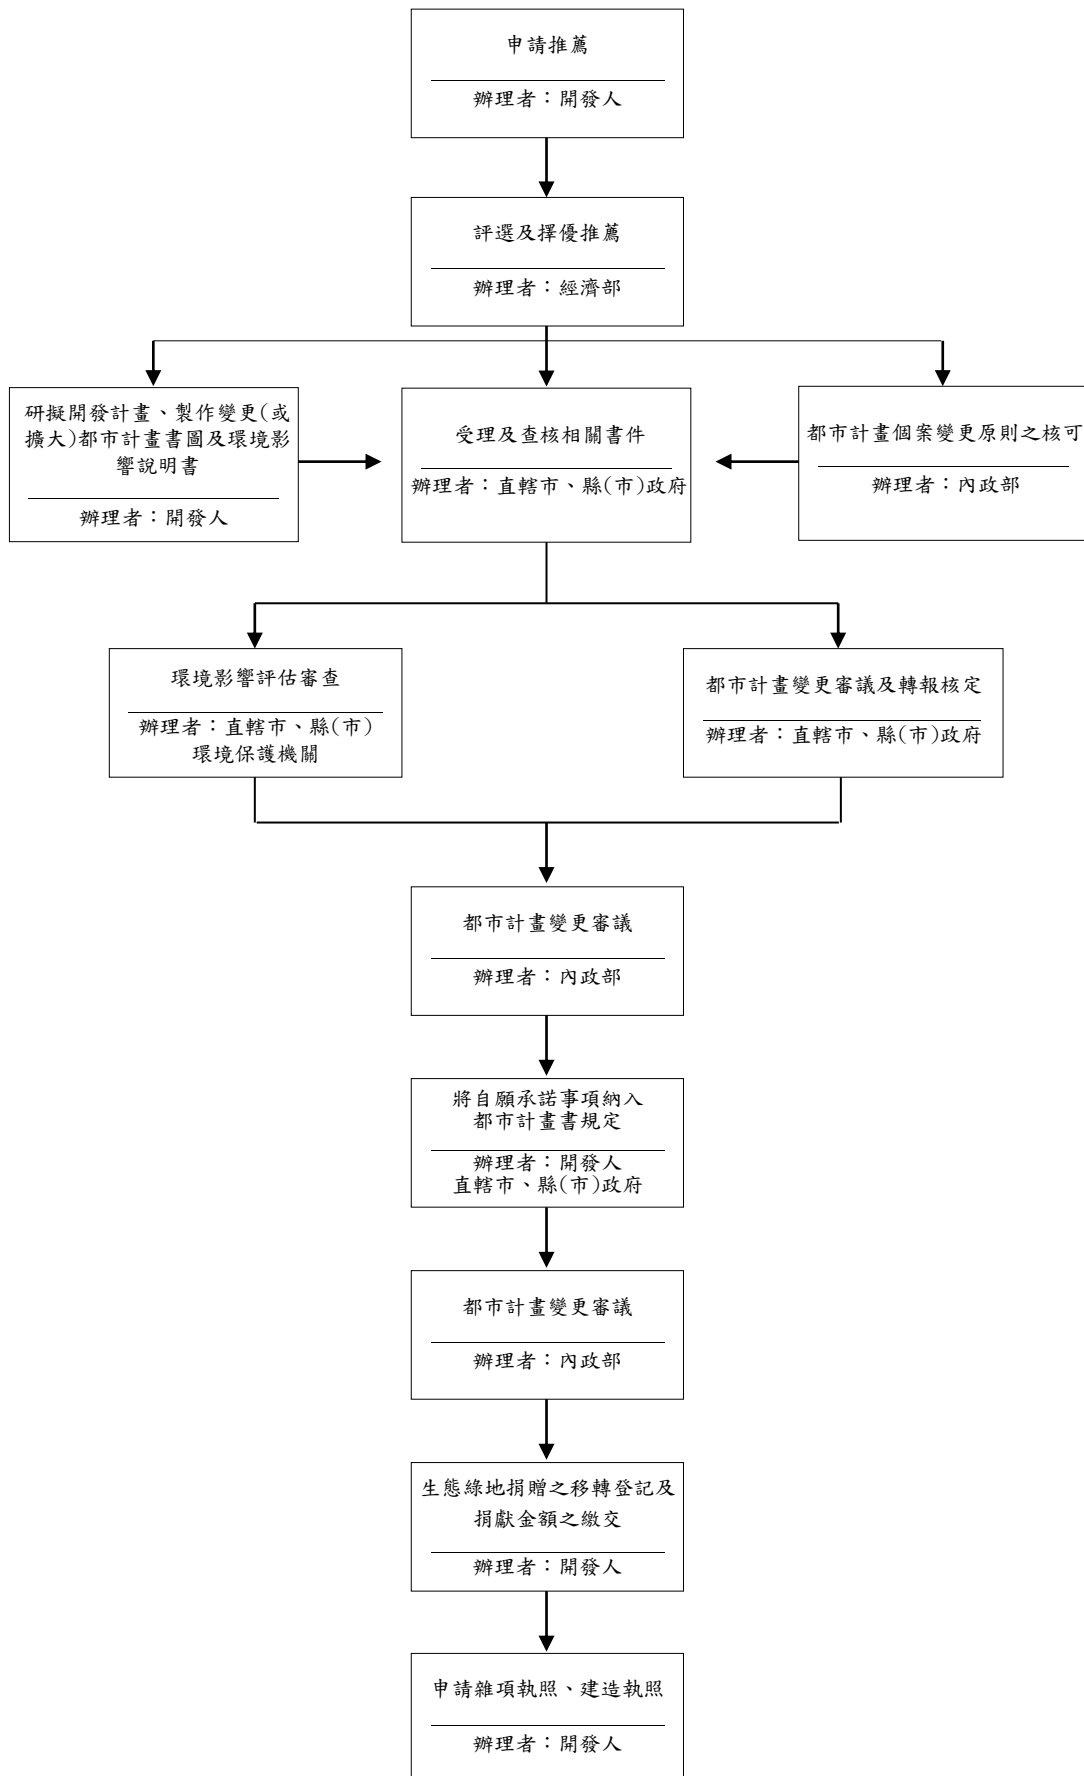 申請推薦
辦理者：開發人
評選及擇優推薦
辦理者：經濟部
研擬開發計畫、製作變更(或
擴大)都市計畫書圖及環境影
響說明書
辦理者：開發人
受理及查核相關書件
辦理者：直轄市、縣(市)政府
都市計畫個案變更原則之核可
辦理者：內政部
環境影響評估審查
辦理者：直轄市、縣(市)
環境保護機關
都市計畫變更審議及轉報核定
辦理者：直轄市、縣(市)政府
都市計畫變更審議
辦理者：內政部
將自願承諾事項納入
都市計畫書規定
辦理者：開發人
直轄市、縣(市)政府
都市計畫變更審議
辦理者：內政部
生態綠地捐贈之移轉登記及
捐獻金額之繳交
辦理者：開發人
申請雜項執照、建造執照
辦理者：開發人